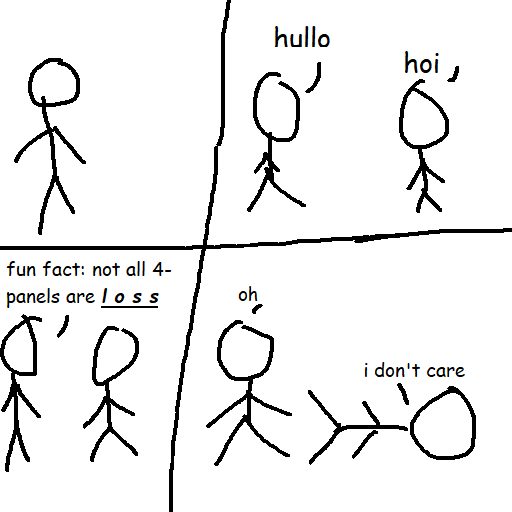 hullo
hoi
fun fact: not all 4-
panels are l o s s
oh
i don't care